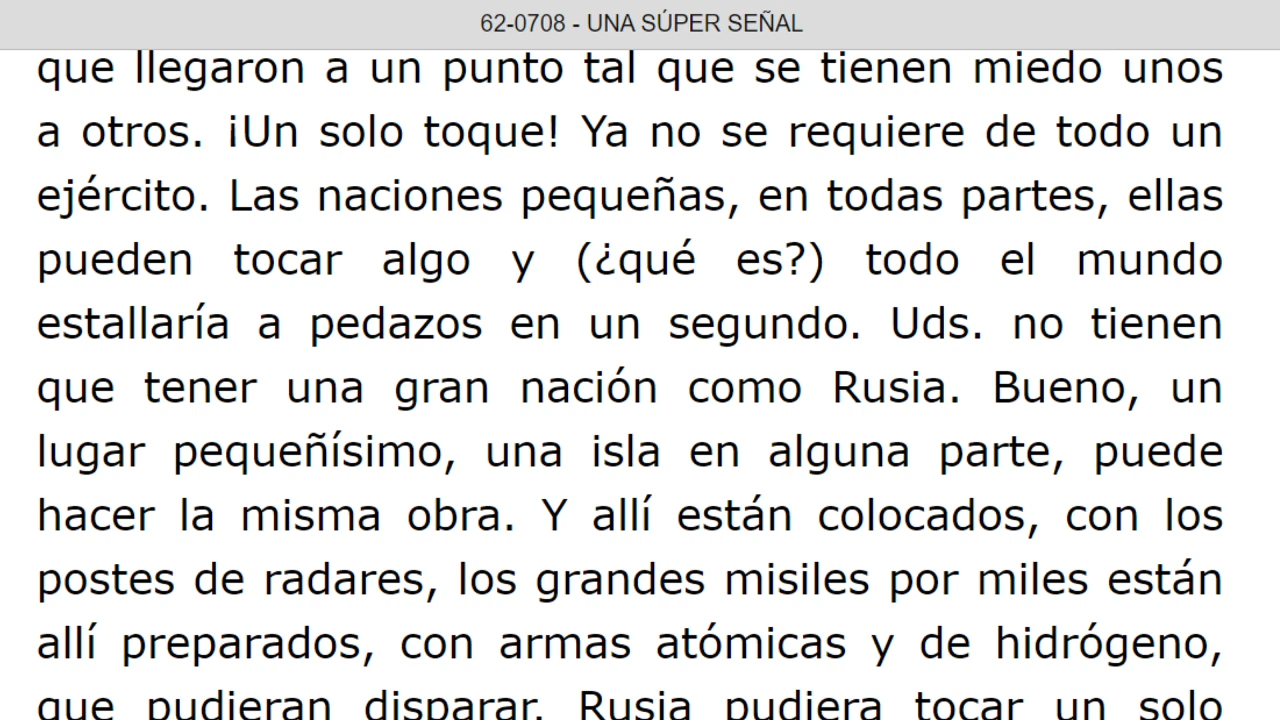 62-0708 - UNA SÚPER SEÑAL
que llegaron a un punto tal que se tienen miedo unos
a otros. ¡Un solo toque! Ya no se requiere de todo un
ejército. Las naciones pequeñas, en todas partes, ellas
pueden tocar algo y (¿qué es?) todo el mundo
estallaría a pedazos en un segundo. Uds. no tienen
que tener una gran nación como Rusia. Bueno, un
lugar pequeñísimo, una isla en alguna parte, puede
hacer la misma obra. Y allí están colocados, con los
postes de radares, los grandes misiles por miles están
allí preparados, con armas atómicas y de hidrógeno,
que pudieran disparar. Rusia pudiera tocar un solo